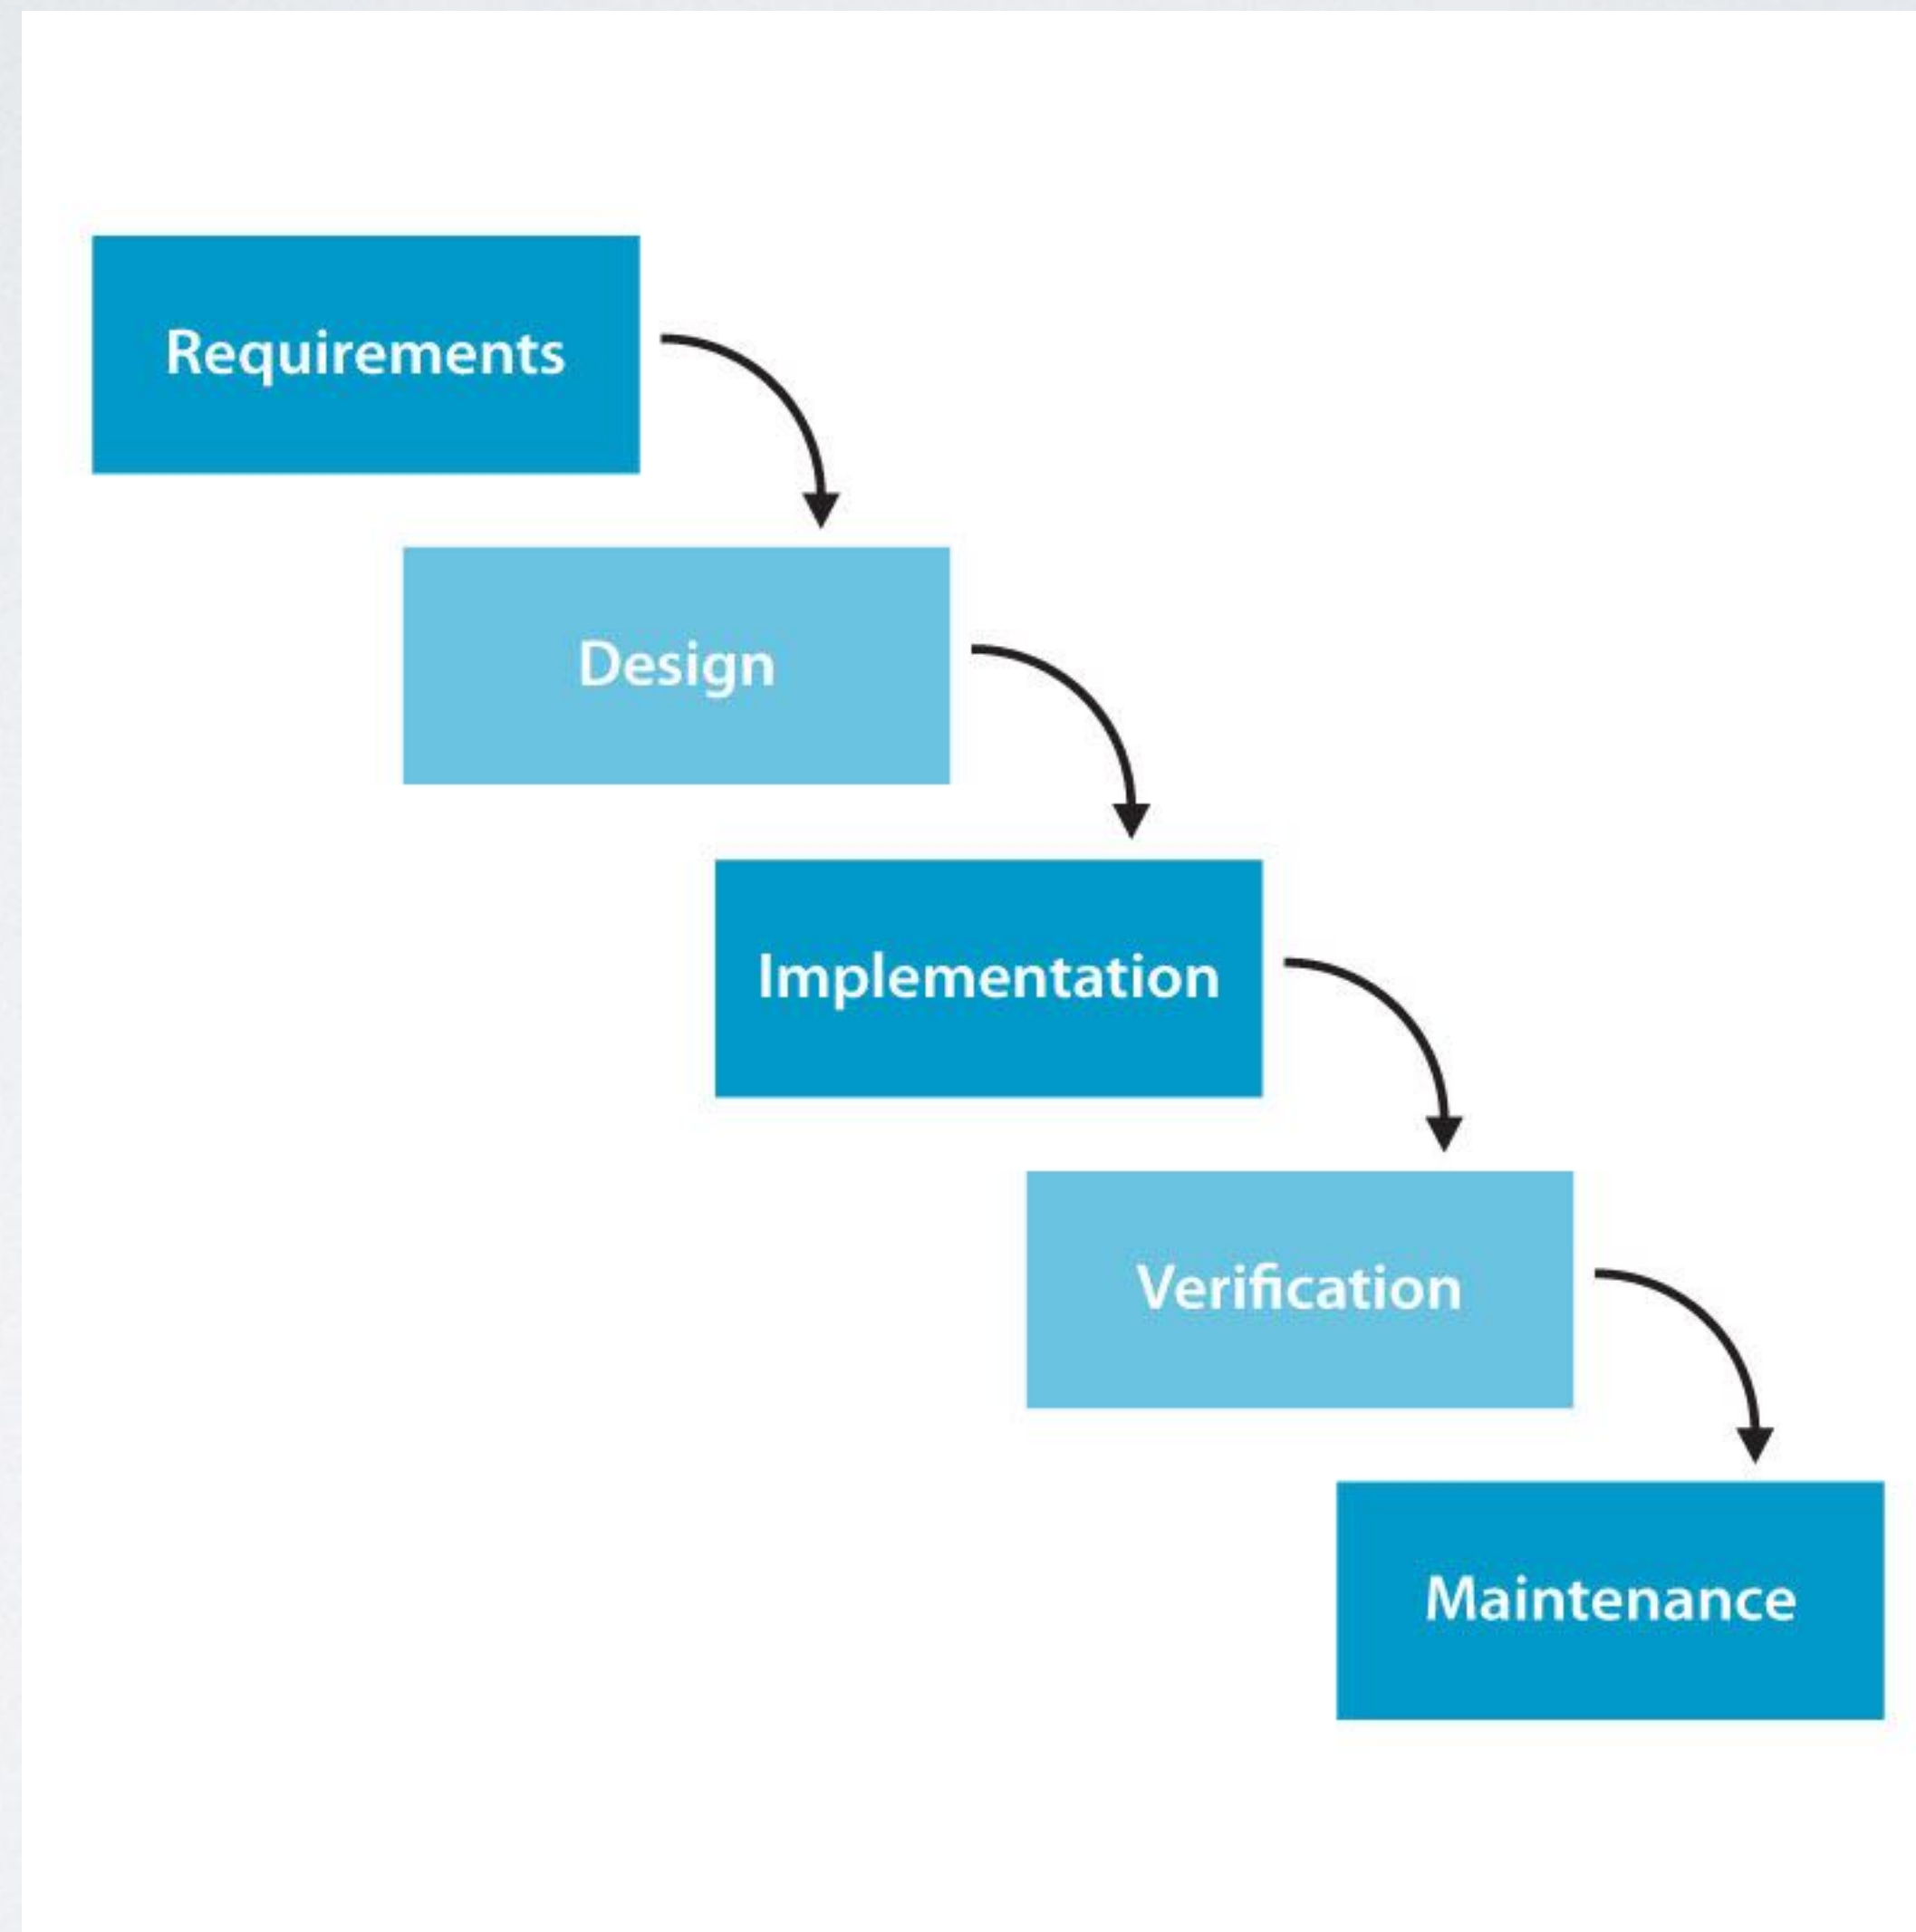 Requirements
Design
Implementation
Verification
Maintenance